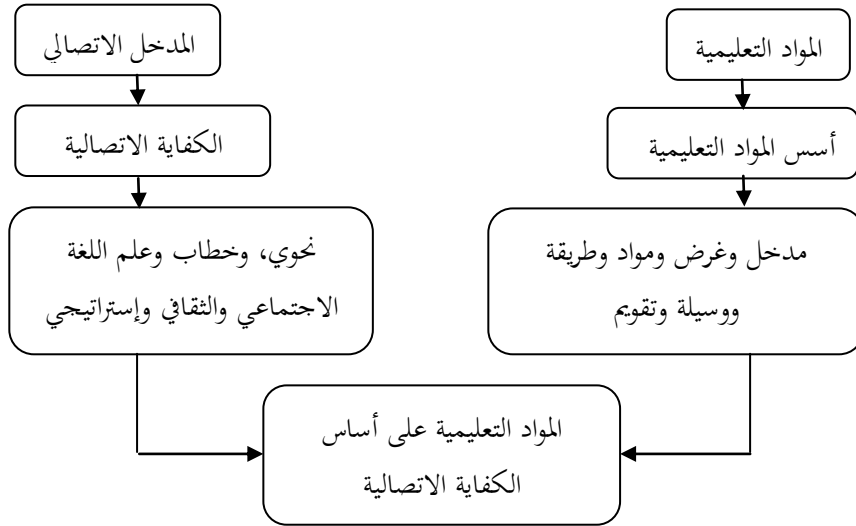 المواد التعليمية
المدخل الاتصالي
أسس المواد التعليمية
الكفاية الاتصالية
مدخل وغرض ومواد وطريقة
ووسيلة وتقويم
نحوي، وخطاب وعلم اللغة
الاجتماعي والثقافي وإستراتيجي
المواد التعليمية على أساس
الكفاية الاتصالية